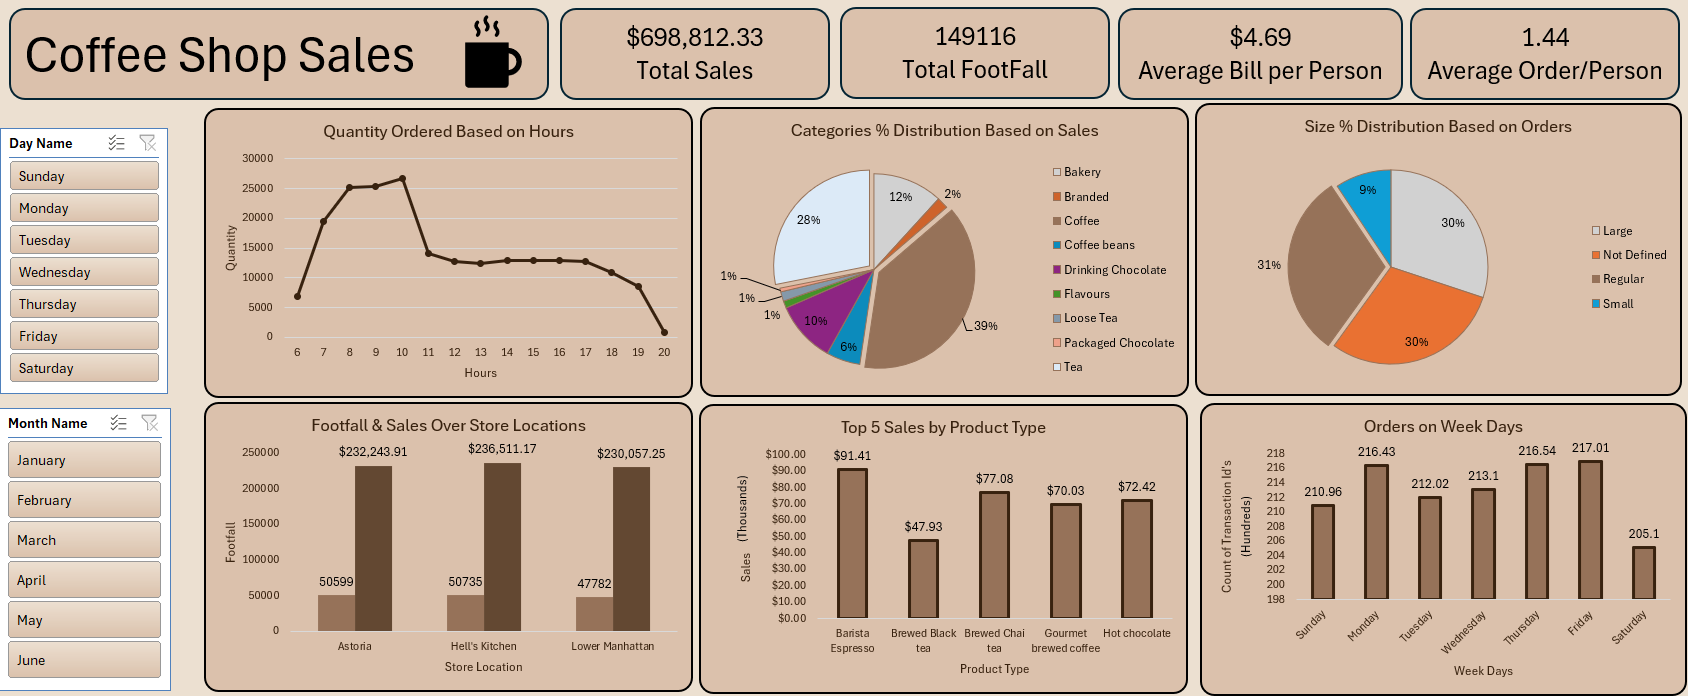 Coffee Shop Sales
$698,812.33
Total Sales
149116
Total FootFall
$4.69
Average Bill per Person
1.44
Average Order/Person
Day Name
Sunday
Monday
Tuesday
Wednesday
Thursday
Friday
Saturday
Month Name
January
February
March
April
May
June
Quantity Ordered Based on Hours
Quantity
30000
25000
20000
15000
10000
5000
0
6 7 8 9 10 11 12 13 14 15 16 17 18 19 20
Hours
Categories % Distribution Based on Sales
12%
2%
39%
6%
10%
1%
1%
1%
28%
Bakery
Branded
Coffee
Coffee beans
Drinking Chocolate
Flavours
Loose Tea
Packaged Chocolate
Tea
Size % Distribution Based on Orders
30%
30%
31%
9%
Large
Not Defined
Regular
Small
Footfall & Sales Over Store Locations
Footfall
250000
200000
150000
100000
50000
0
50599
$232,243.91
50735
$236,511.17
47782
$230,057.25
Astoria
Hell's Kitchen
Lower Manhattan
Store Location
Top 5 Sales by Product Type
Sales (Thousands)
$100.00
$90.00
$80.00
$70.00
$60.00
$50.00
$40.00
$30.00
$20.00
$10.00
$0.00
$91.41
$47.93
$77.08
$70.03
$72.42
Barista
Espresso
Brewed Black
tea
Brewed Chai
tea
Gourmet
brewed coffee
Hot chocolate
Product Type
Orders on Week Days
Count of Transaction Id's
(Hundreds)
218
216
214
212
210
208
206
204
202
200
198
210.96
216.43
212.02
213.1
216.54
217.01
205.1
Sunday
Monday
Tuesday
Wednesday
Thursday
Friday
Saturday
Week Days